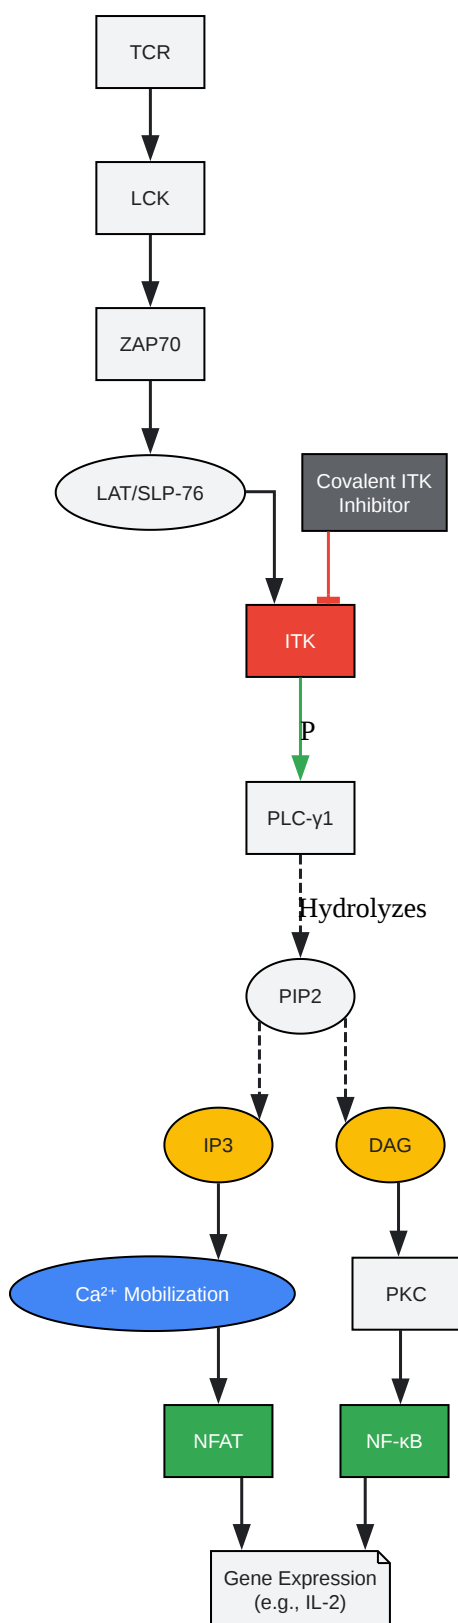 TCR
LCK
ZAP70
LAT/SLP-76
Covalent ITK
Inhibitor
ITK
P
PLC-γ1
Hydrolyzes
PIP2
IP3
DAG
Ca²⁺ Mobilization
PKC
NFAT
NF-κB
Gene Expression
(e.g., IL-2)